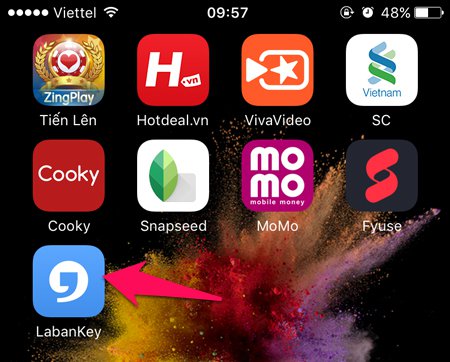 Viettel 09:57 48%
ZingPlay H.vn Vietnam
Tiến Lên Hotdeal.vn VivaVideo SC
Cooky mo
mo
mobile money
Cooky Snapseed MoMo Fyuse
LabanKey